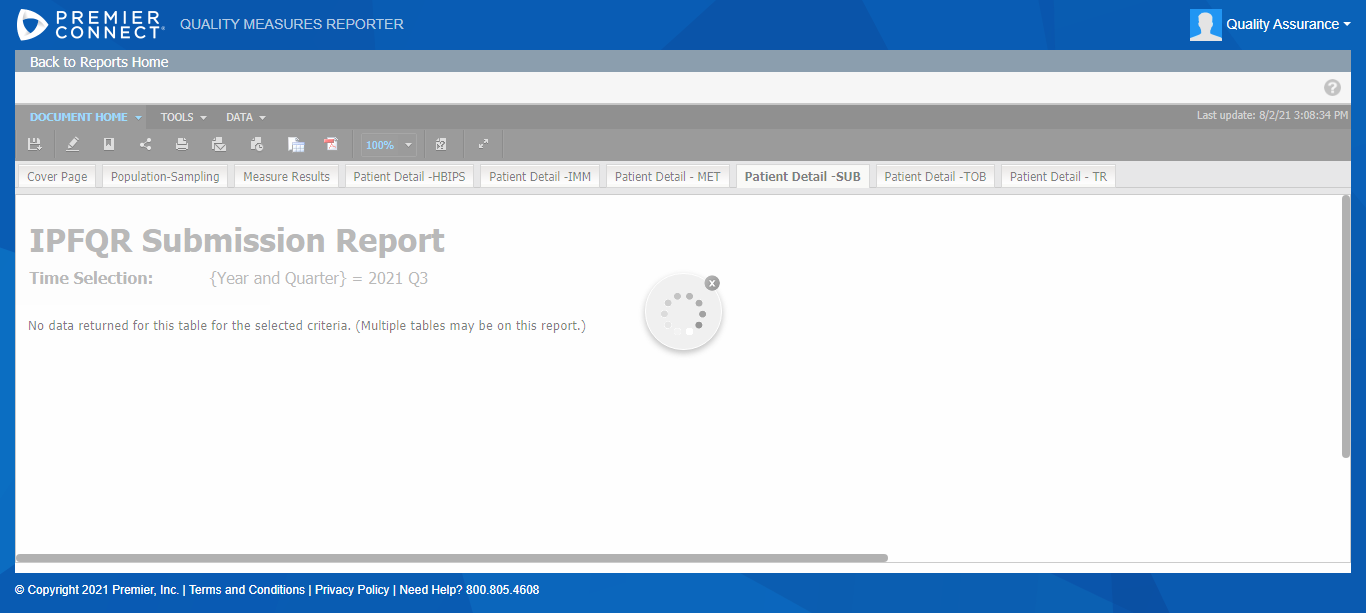 PREMIER CONNECT QUALITY MEASURES REPORTER Quality Assurance
Back to Reports Home
?
DOCUMENT HOME TOOLS DATA Last update: 8/2/21 3:08:34 PM
100%
Cover Page Population-Sampling Measure Results Patient Detail -HBIPS Patient Detail -IMM Patient Detail - MET Patient Detail -SUB Patient Detail -TOB Patient Detail - TR
IPFQR Submission Report
Time Selection: {Year and Quarter} = 2021 Q3
x
No data returned for this table for the selected criteria. (Multiple tables may be on this report.)
© Copyright 2021 Premier, Inc. | Terms and Conditions | Privacy Policy | Need Help? 800.805.4608